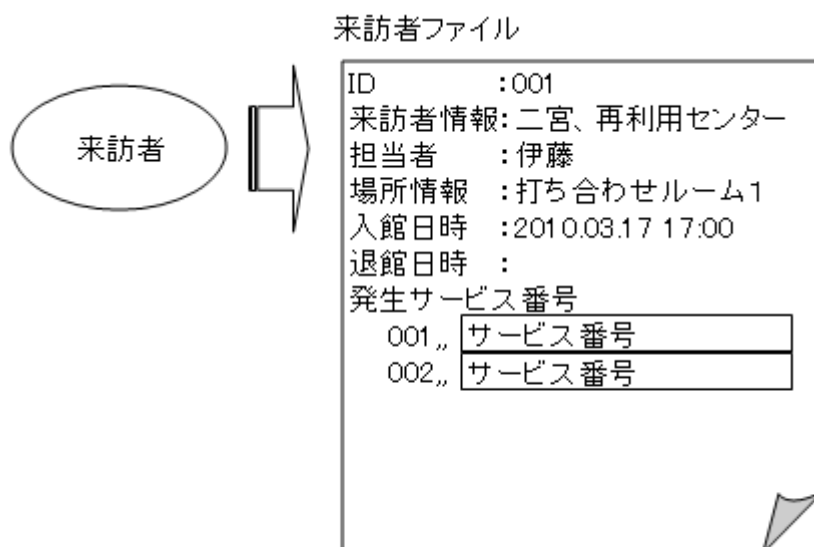 来訪者ファイル
来訪者
ID :001
来訪者情報:二宮、再利用センター
担当者 :伊藤
場所情報 :打ち合わせルーム1
入館日時 :2010.03.17 17:00
退館日時 :
発生サービス番号
001,, サービス番号
002,, サービス番号